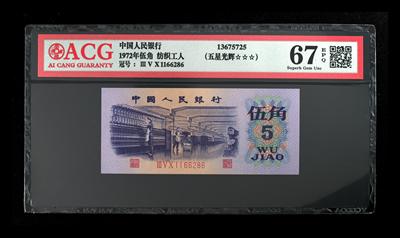 ACG
AI CANG GUARANTY
中国人民银行
1972年伍角 纺织工人
冠号：ⅢⅤⅩ1166286
13675725
(五星光辉☆☆☆)
67 EPQ
Superb Gem Unc
中国人民银行
伍角
5
WU
JIAO
ⅢⅤⅩ1166286